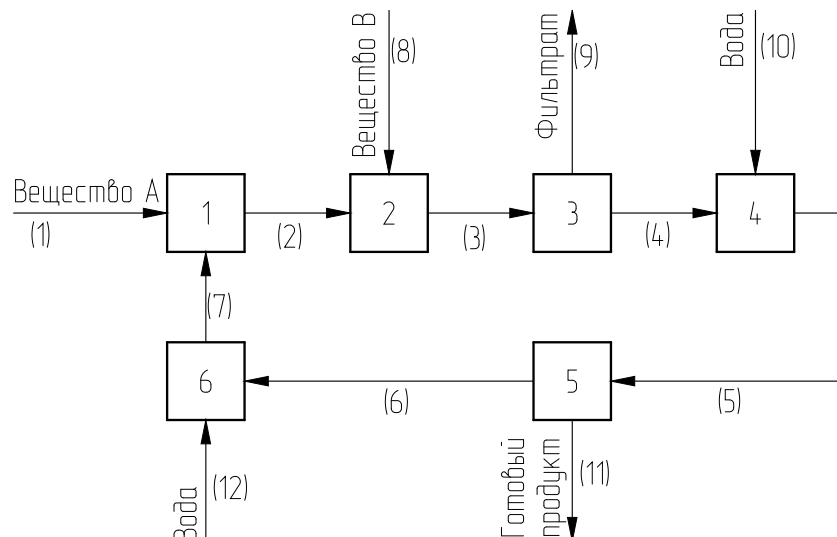 Вещество В
(8)
Фильтрат
(9)
Вода
(10)
Вещество А
(1)
1
(2)
2
(3)
3
(4)
4
(7)
6
(6)
5
(5)
Вода
(12)
Готовый
продукт
(11)